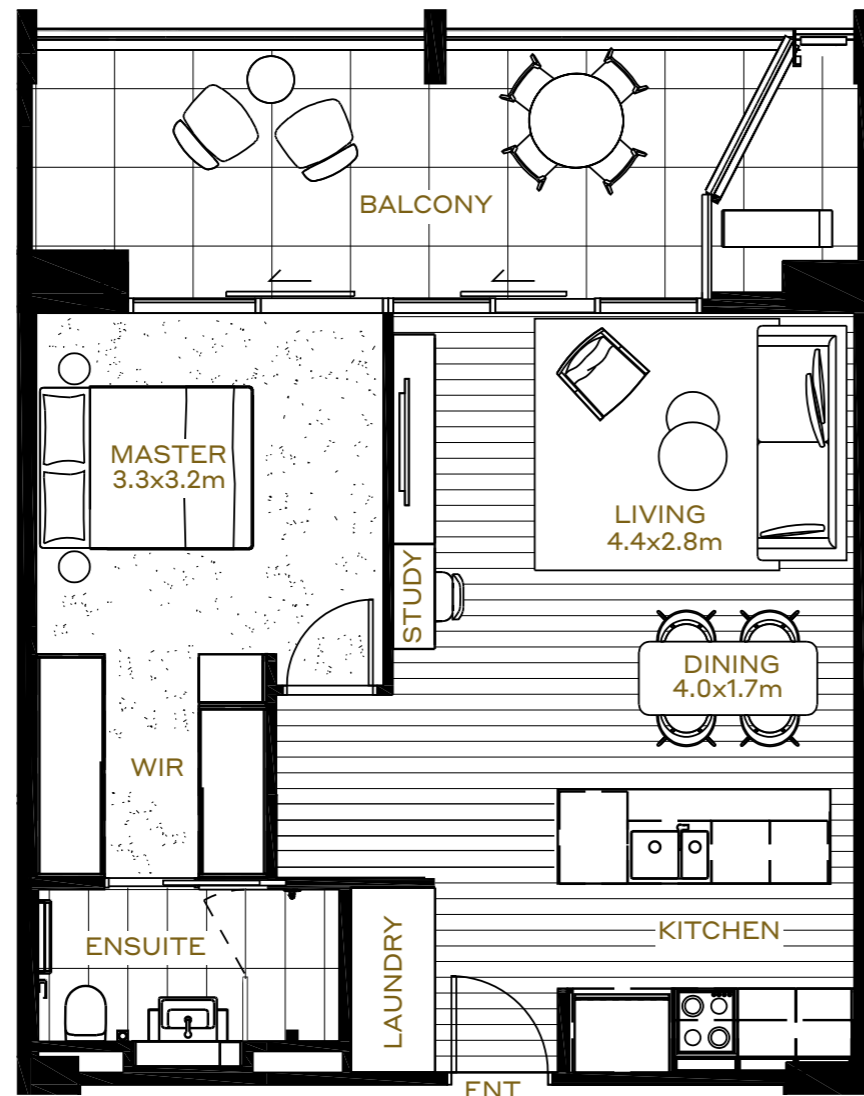 BALCONY
MASTER
3.3x3.2m
LIVING
4.4x2.8m
STUDY
DINING
4.0x1.7m
WIR
ENSUITE
LAUNDRY
KITCHEN
ENT